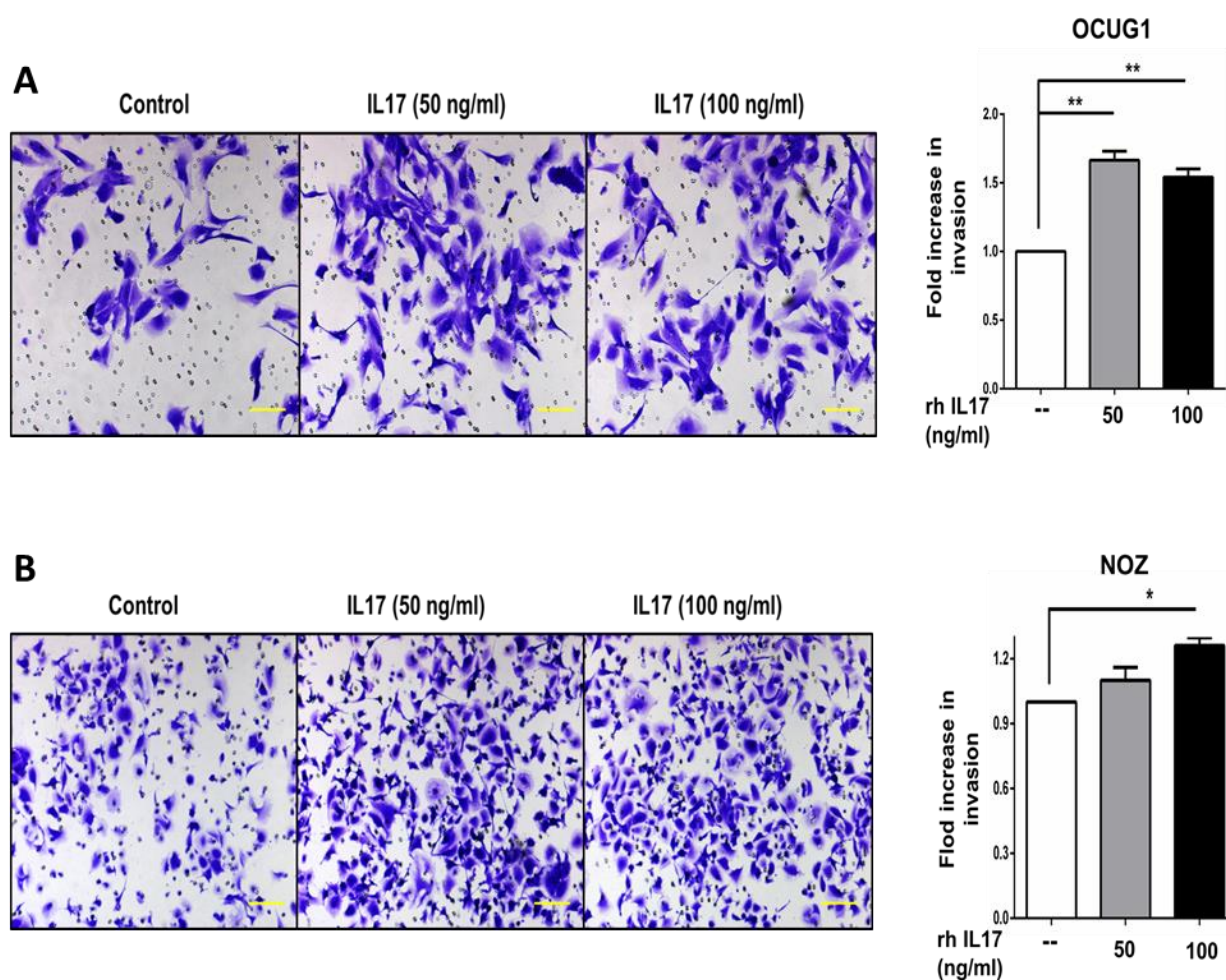 A
Control
IL17 (50 ng/ml)
IL17 (100 ng/ml)
OCUG1
**
**
Fold increase in
invasion
2.0
1.5
1.0
0.5
0.0
rh IL17
(ng/ml)
--
50
100
B
Control
IL17 (50 ng/ml)
IL17 (100 ng/ml)
NOZ
*
Flod increase in
invasion
1.2
0.9
0.6
0.3
0.0
rh IL17
(ng/ml)
--
50
100